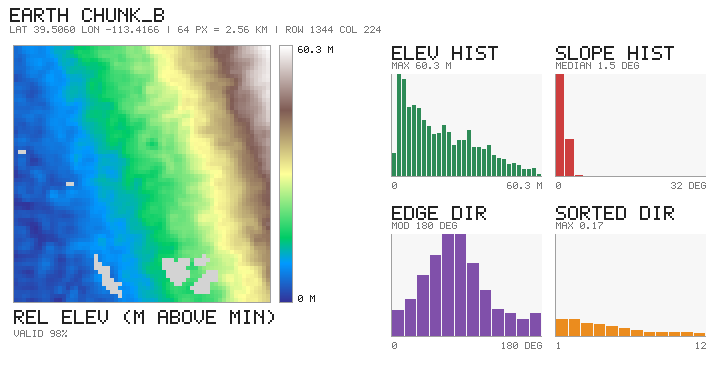 EARTH CHUNK_B
LAT 39.5060 LON -113.4166 | 64 PX = 2.56 KM | ROW 1344 COL 224
60.3 M
0 M
REL ELEV (M ABOVE MIN)
VALID 98%
ELEV HIST
MAX 60.3 M
0 60.3 M
SLOPE HIST
MEDIAN 1.5 DEG
0 32 DEG
EDGE DIR
MOD 180 DEG
0 180 DEG
SORTED DIR
MAX 0.17
1 12